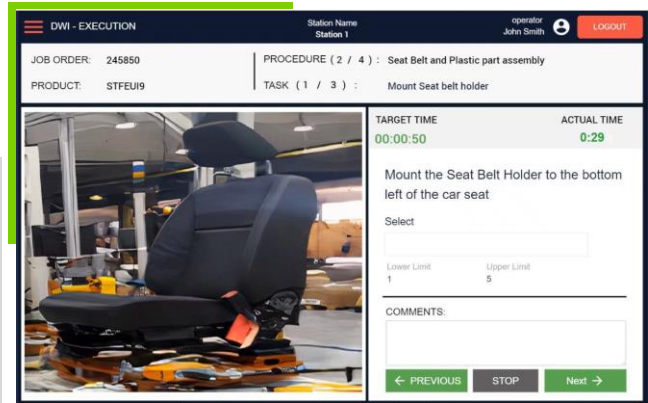 DWI - EXECUTION
Station Name
Station 1
operator
John Smith
LOGOUT
JOB ORDER: 245850
PROCEDURE ( 2 / 4 ) : Seat Belt and Plastic part assembly
PRODUCT: STFEUI9
TASK ( 1 / 3 ) : Mount Seat belt holder
TARGET TIME
00:00:50
ACTUAL TIME
0:29
Mount the Seat Belt Holder to the bottom
left of the car seat
Select
Lower Limit
1
Upper Limit
5
COMMENTS:
← PREVIOUS
STOP
Next →